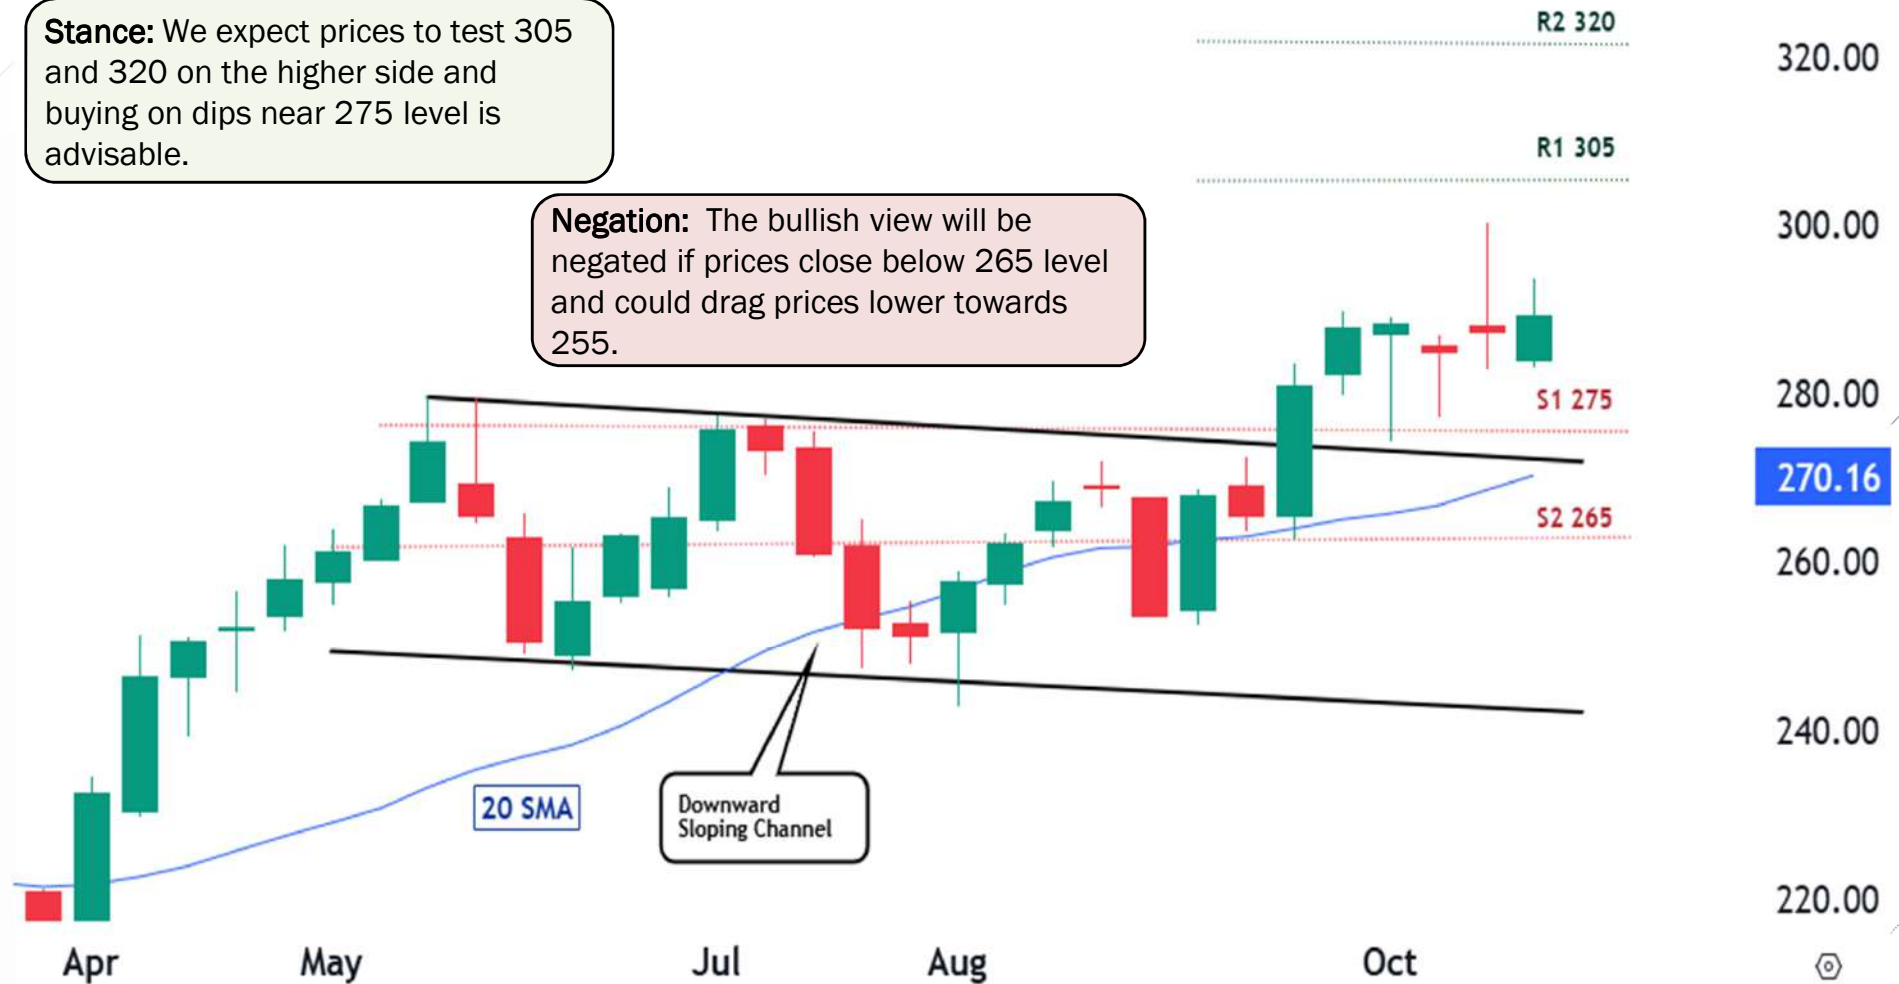 Stance: We expect prices to test 305
and 320 on the higher side and
buying on dips near 275 level is
advisable.
Negation: The bullish view will be
negated if prices close below 265 level
and could drag prices lower towards
255.
R2 320
R1 305
S1 275
S2 265
320.00
300.00
280.00
270.16
260.00
240.00
220.00
20 SMA
Downward
Sloping Channel
Apr
May
Jul
Aug
Oct